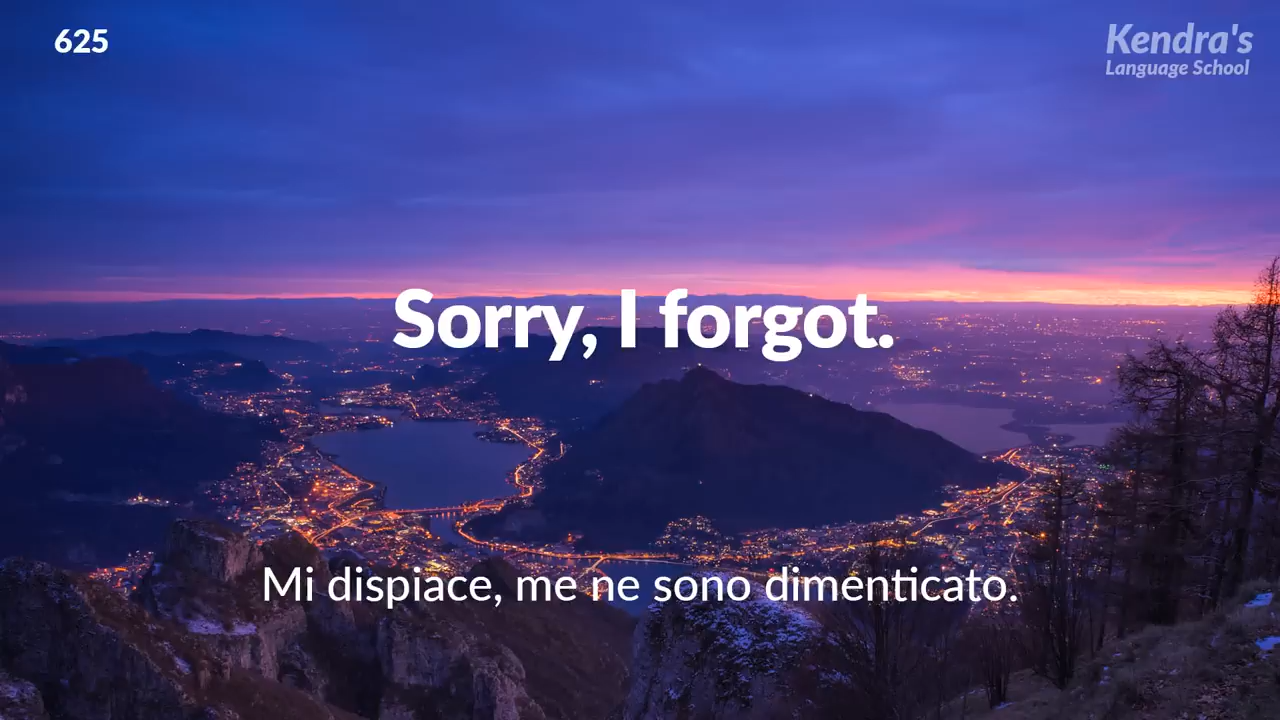 625
Kendra's
Language School
Sorry, I forgot.
Mi dispiace, me ne sono dimenticato.